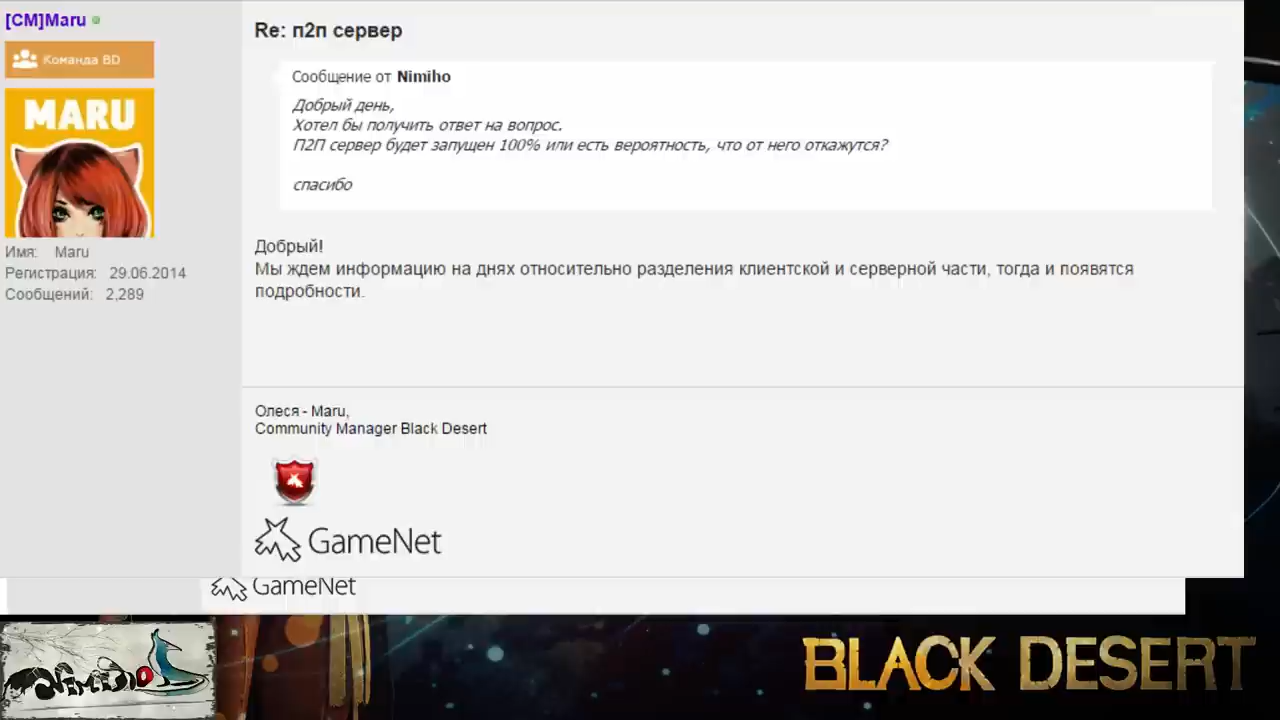 [CM]Maru
Команда BD
MARU
Имя: Maru
Регистрация: 29.06.2014
Сообщений: 2,289
Re: п2п сервер
Сообщение от Nimiho
Добрый день,
Хотел бы получить ответ на вопрос.
П2П сервер будет запущен 100% или есть вероятность, что от него откажутся?
спасибо
Добрый!
Мы ждем информацию на днях относительно разделения клиентской и серверной части, тогда и появятся
подробности.
Олеся - Maru,
Community Manager Black Desert
GameNet
GameNet
BLACK DESERT